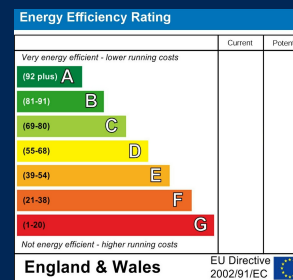 Energy Efficiency Rating
Current Potent
Very energy efficient - lower running costs
(92 plus) A
(81-91) B
(69-80) C
(55-68) D
(39-54) E
(21-38) F
(1-20) G
Not energy efficient - higher running costs
England & Wales
EU Directive
2002/91/EC